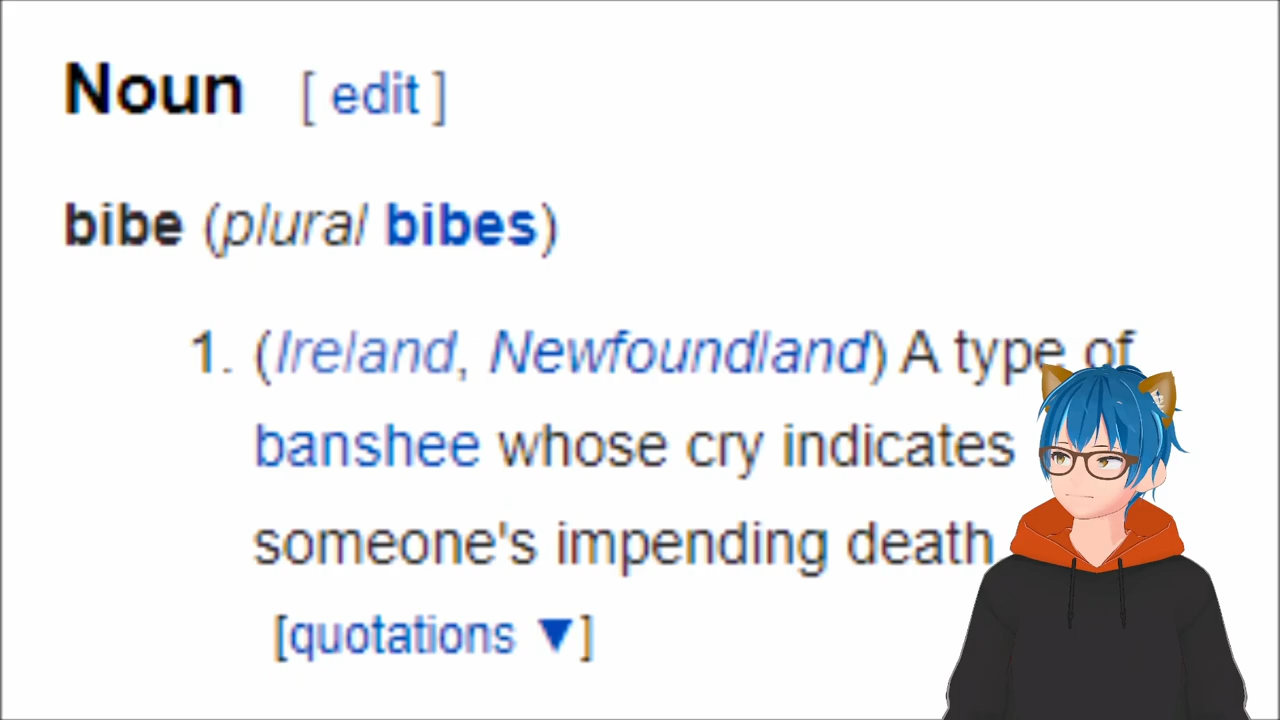 Noun [ edit ]
bibe (plural bibes)
1. (Ireland, Newfoundland) A type of
banshee whose cry indicates
someone's impending death
[quotations ▼]